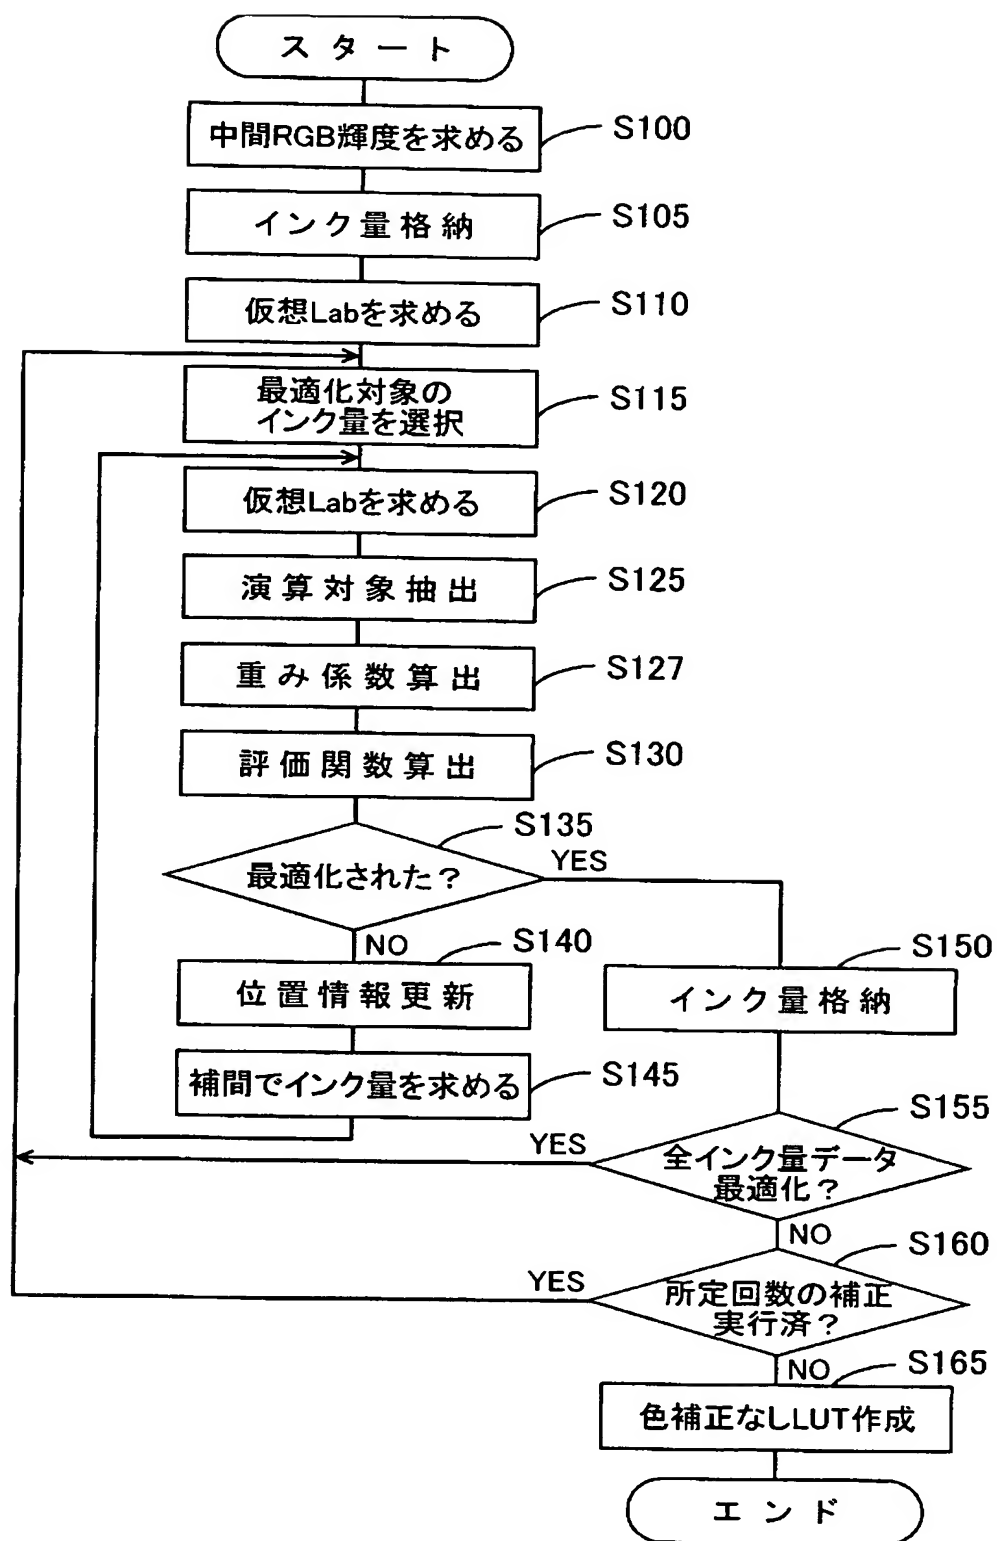 スタート
中間RGB輝度を求める
S100
インク量格納
S105
仮想Labを求める
S110
最適化対象の
インク量を選択
S115
仮想Labを求める
S120
演算対象抽出
S125
重み係数算出
S127
評価関数算出
S130
最適化された？
S135
YES
NO
位置情報更新
S140
補間でインク量を求める
S145
インク量格納
S150
全インク量データ
最適化？
S155
YES
NO
所定回数の補正
実行済？
S160
YES
NO
色補正なしLUT作成
S165
エンド